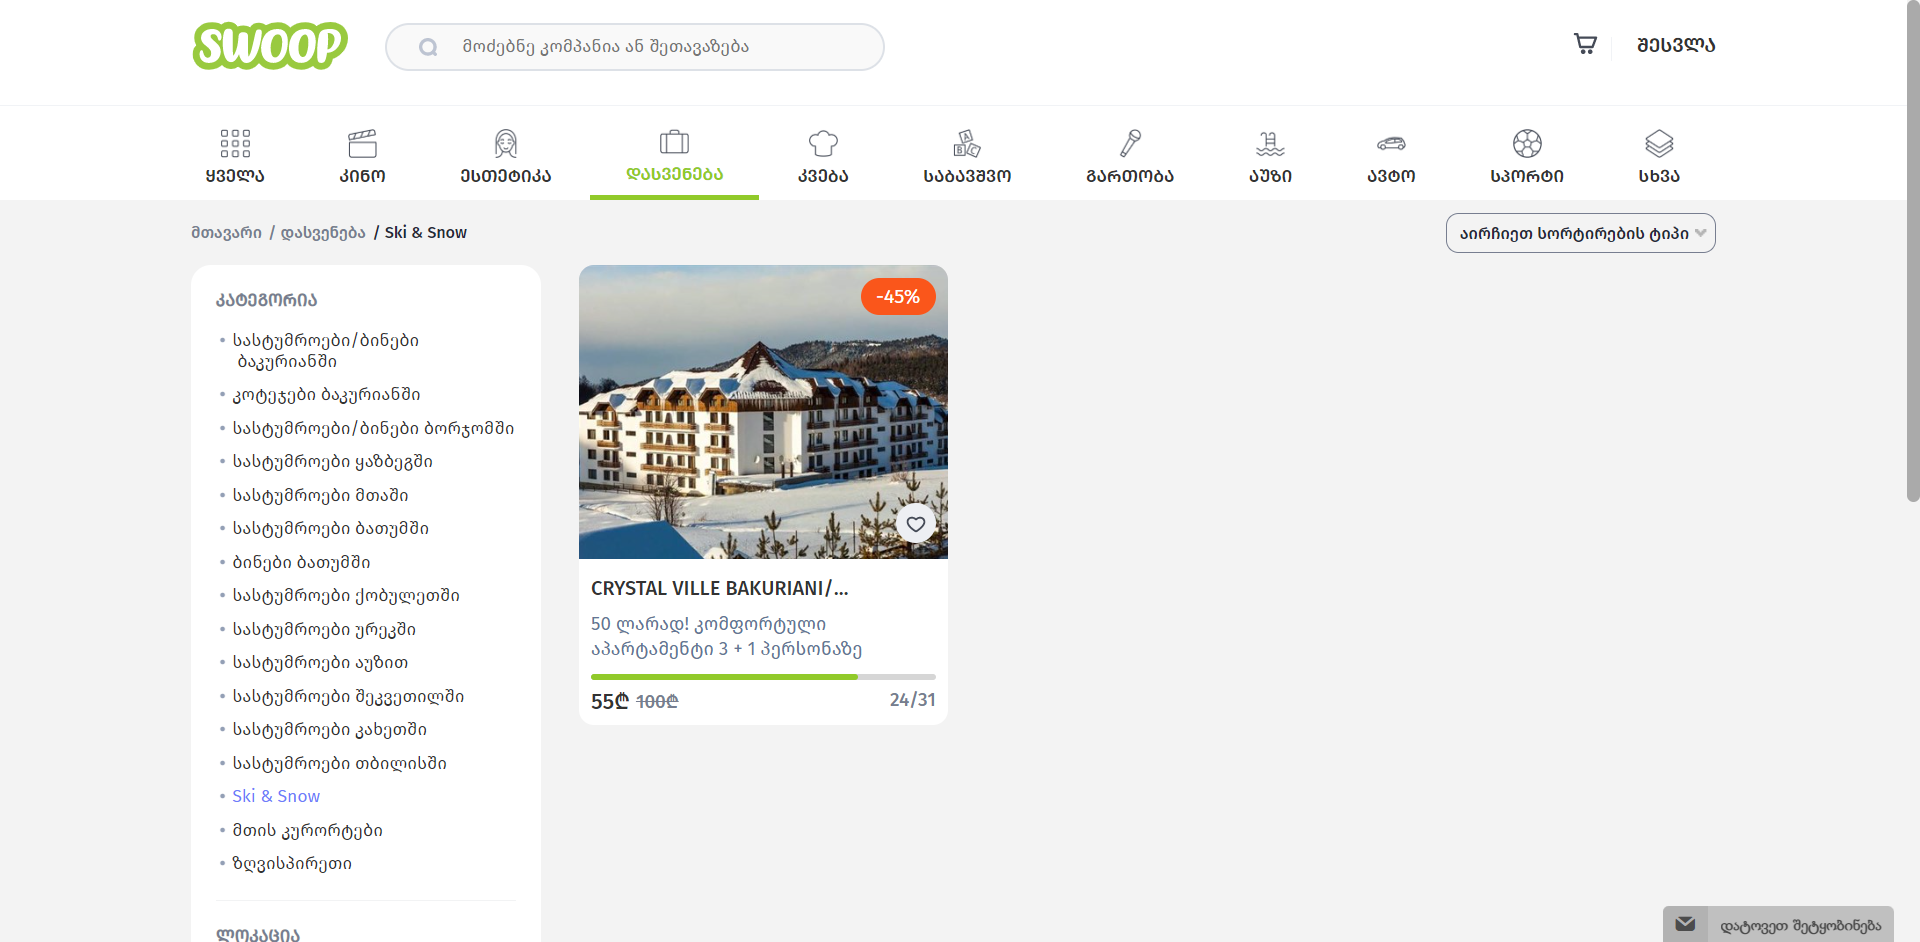 SWOOP
მოძებნე კომპანია ან შეთავაზება
შესვლა
ყველა
კინო
ესთეტიკა
დასვენება
კვება
საბავშვო
გართობა
აუზი
ავტო
სპორტი
სხვა
მთავარი / დასვენება / Ski & Snow
აირჩიეთ სორტირების ტიპი
კატეგორია
• სასტუმროები/ბინები
ბაკურიანში
• კოტეჯები ბაკურიანში
• სასტუმროები/ბინები ბორჯომში
• სასტუმროები ყაზბეგში
• სასტუმროები მთაში
• სასტუმროები ბათუმში
• ბინები ბათუმში
• სასტუმროები ქობულეთში
• სასტუმროები ურეკში
• სასტუმროები აუზით
• სასტუმროები შეკვეთილში
• სასტუმროები კახეთში
• სასტუმროები თბილისში
• Ski & Snow
• მთის კურორტები
• ზღვისპირეთი
ლოკაცია
-45%
CRYSTAL VILLE BAKURIANI/...
50 ლარად! კომფორტული
აპარტამენტი 3 + 1 პერსონაზე
55₾ 100₾ 24/31
დატოვეთ შეტყობინება